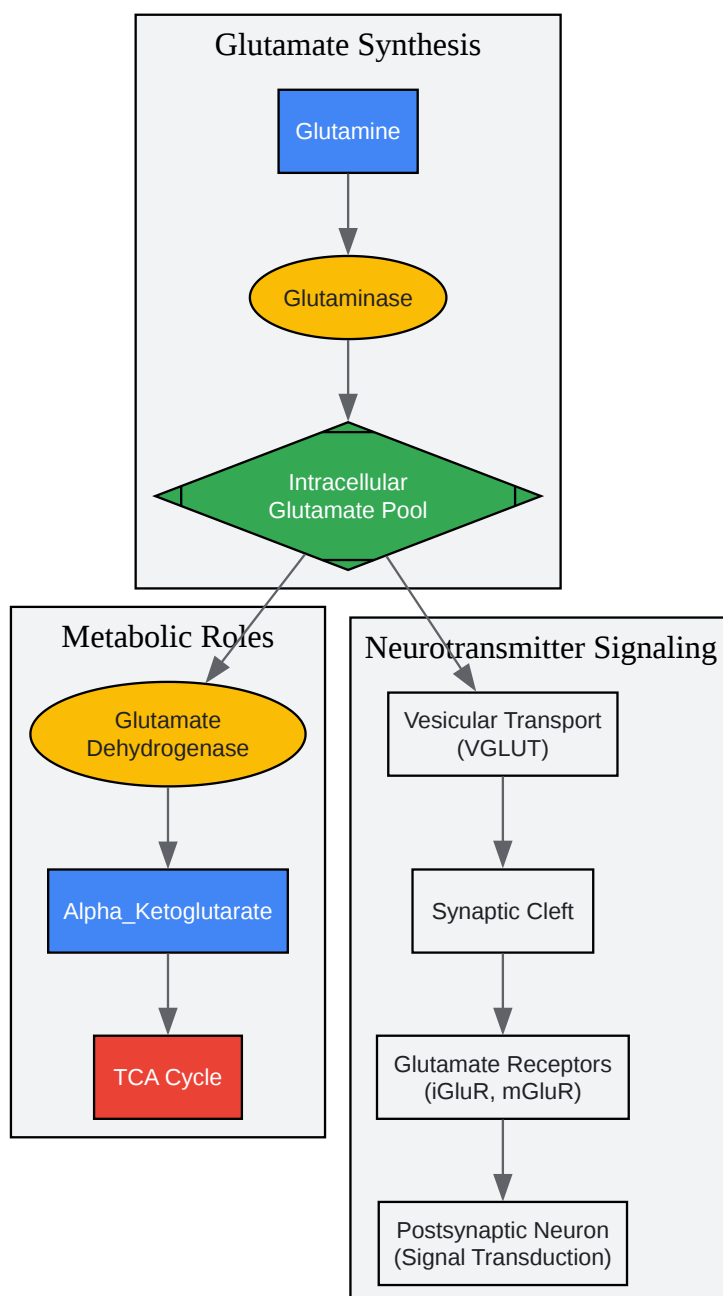 Glutamate Synthesis
Glutamine
Glutaminase
Intracellular
Glutamate Pool
Metabolic Roles
Glutamate
Dehydrogenase
Alpha_Ketoglutarate
TCA Cycle
Neurotransmitter Signaling
Vesicular Transport
(VGLUT)
Synaptic Cleft
Glutamate Receptors
(iGluR, mGluR)
Postsynaptic Neuron
(Signal Transduction)